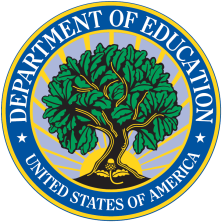 DEPARTMENT OF EDUCATION
UNITED STATES OF AMERICA